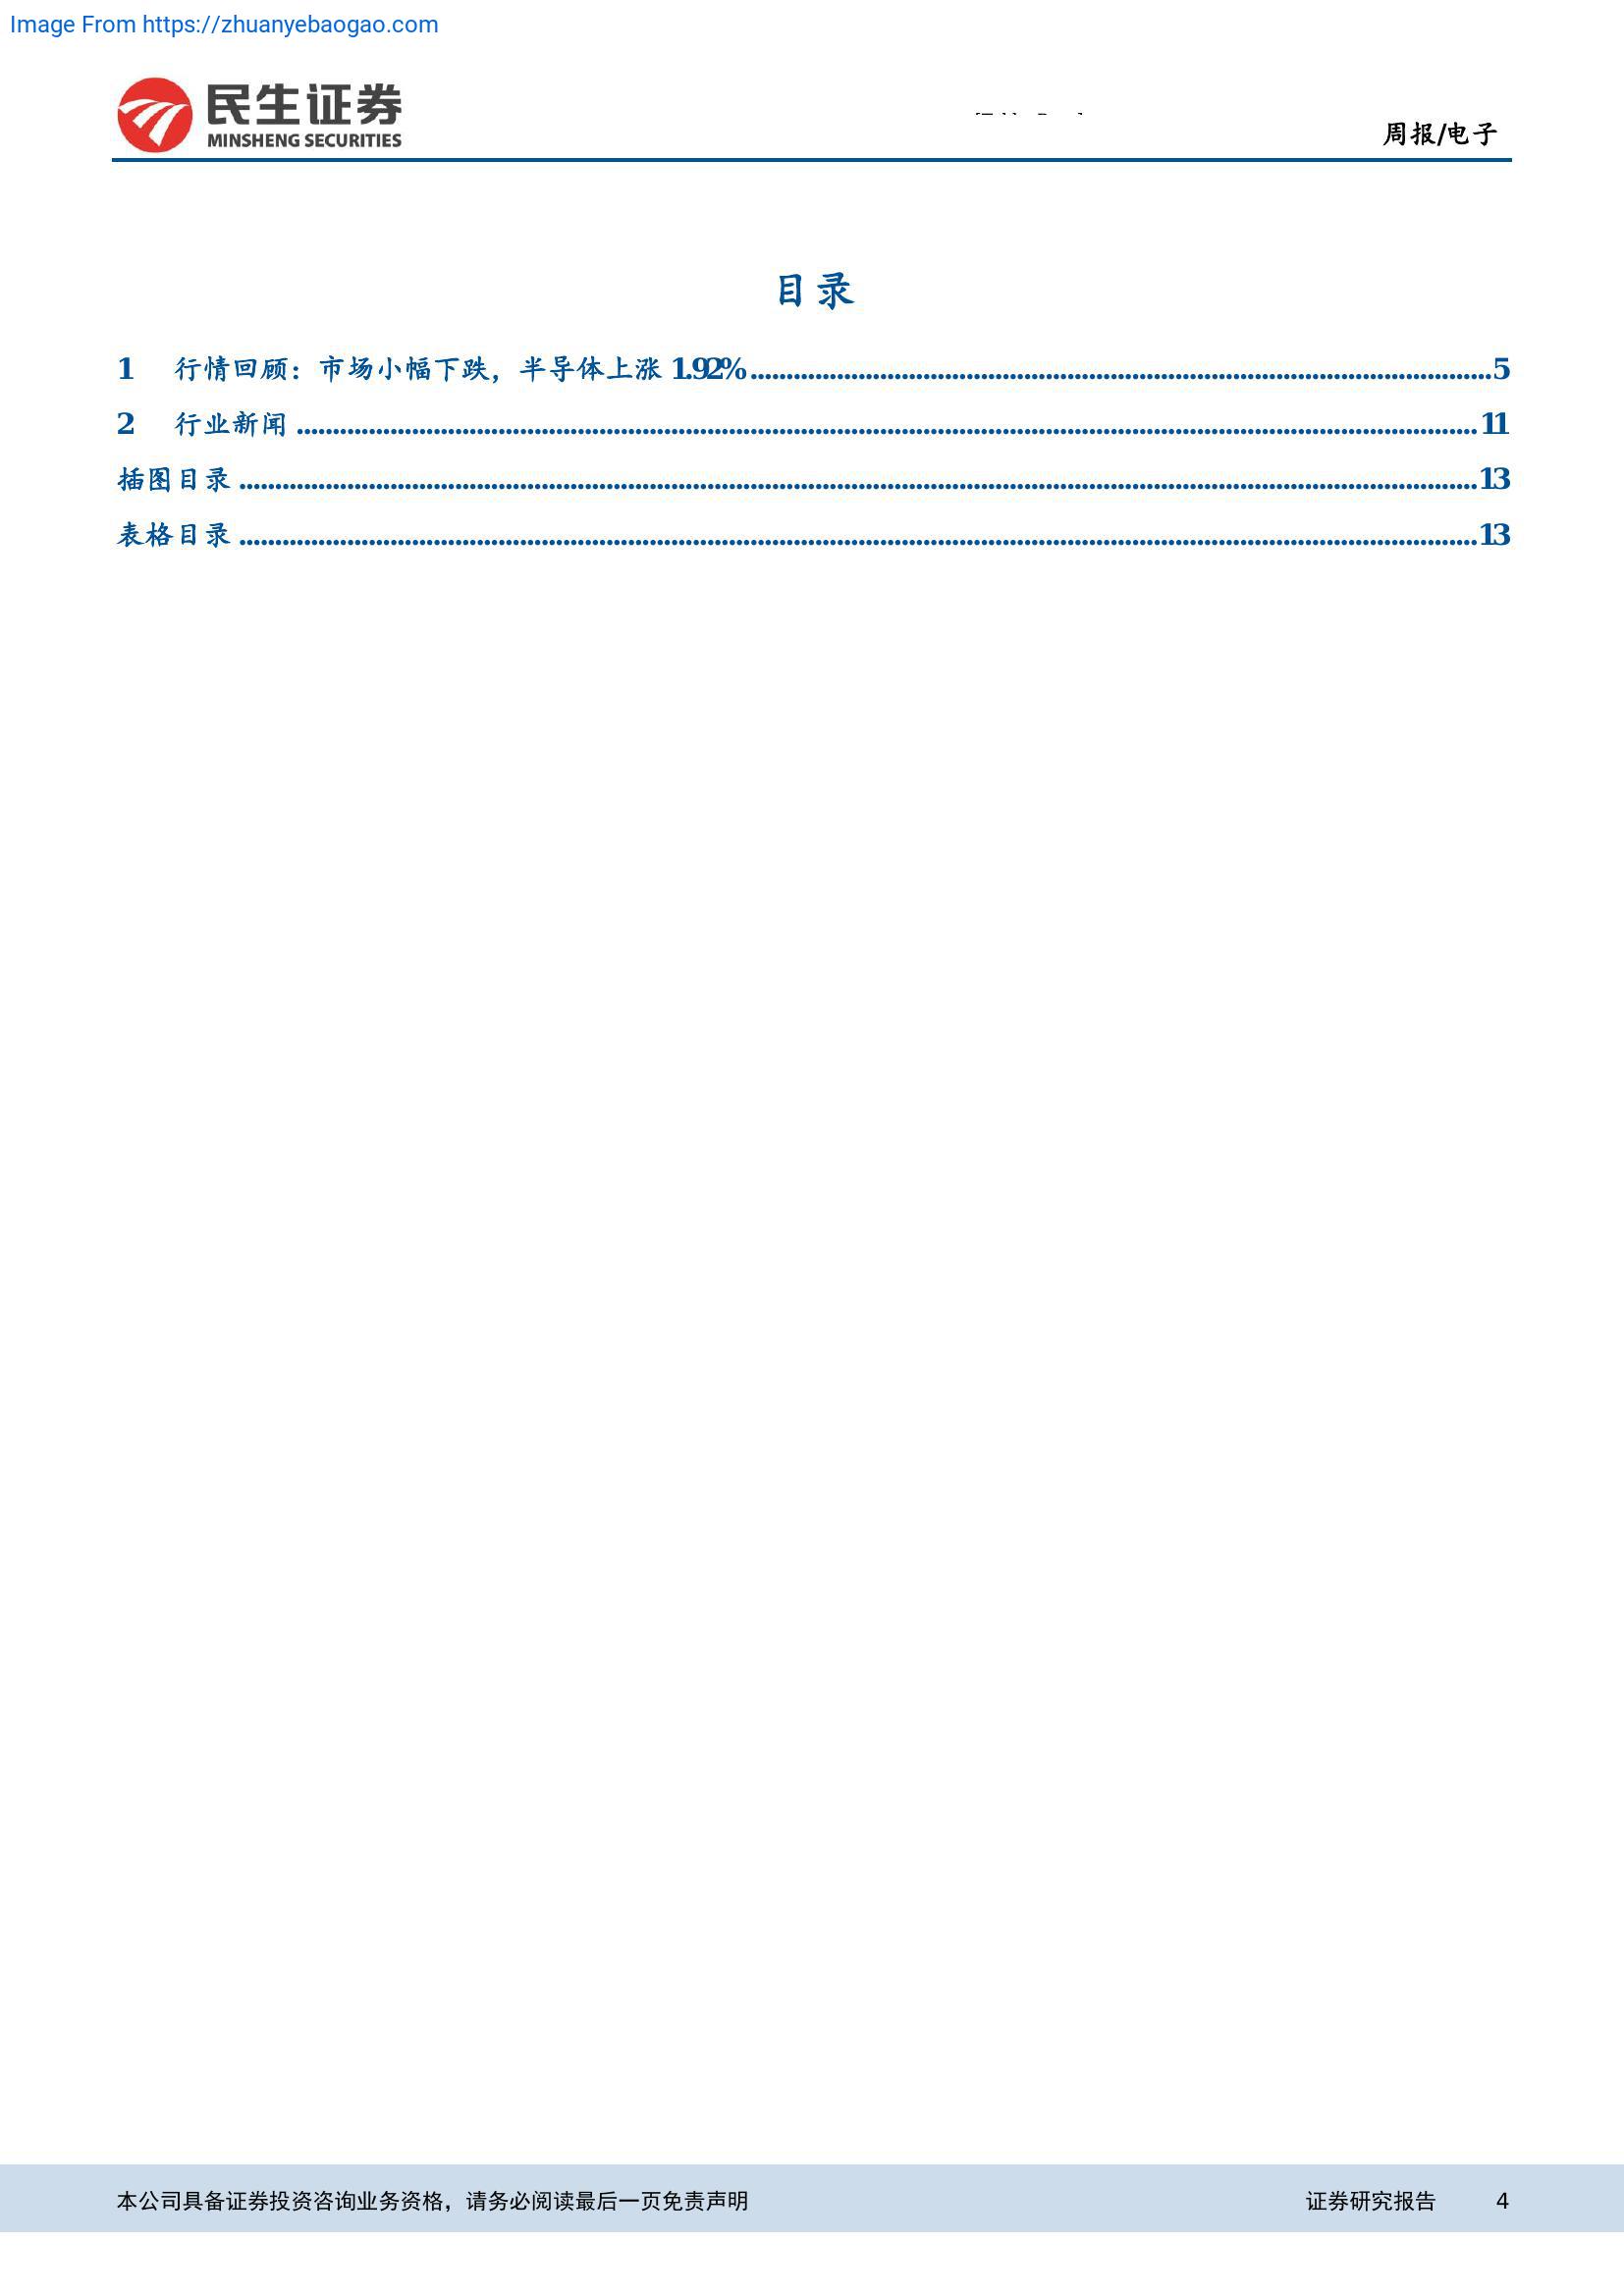 Image From https://zhuanyebaogao.com
民生证券
MINSHENG SECURITIES
周报/电子
目录
1 行情回顾：市场小幅下跌，半导体上涨 1.92%........................5
2 行业新闻........................11
插图目录........................13
表格目录........................13
本公司具备证券投资咨询业务资格，请务必阅读最后一页免责声明 证券研究报告 4